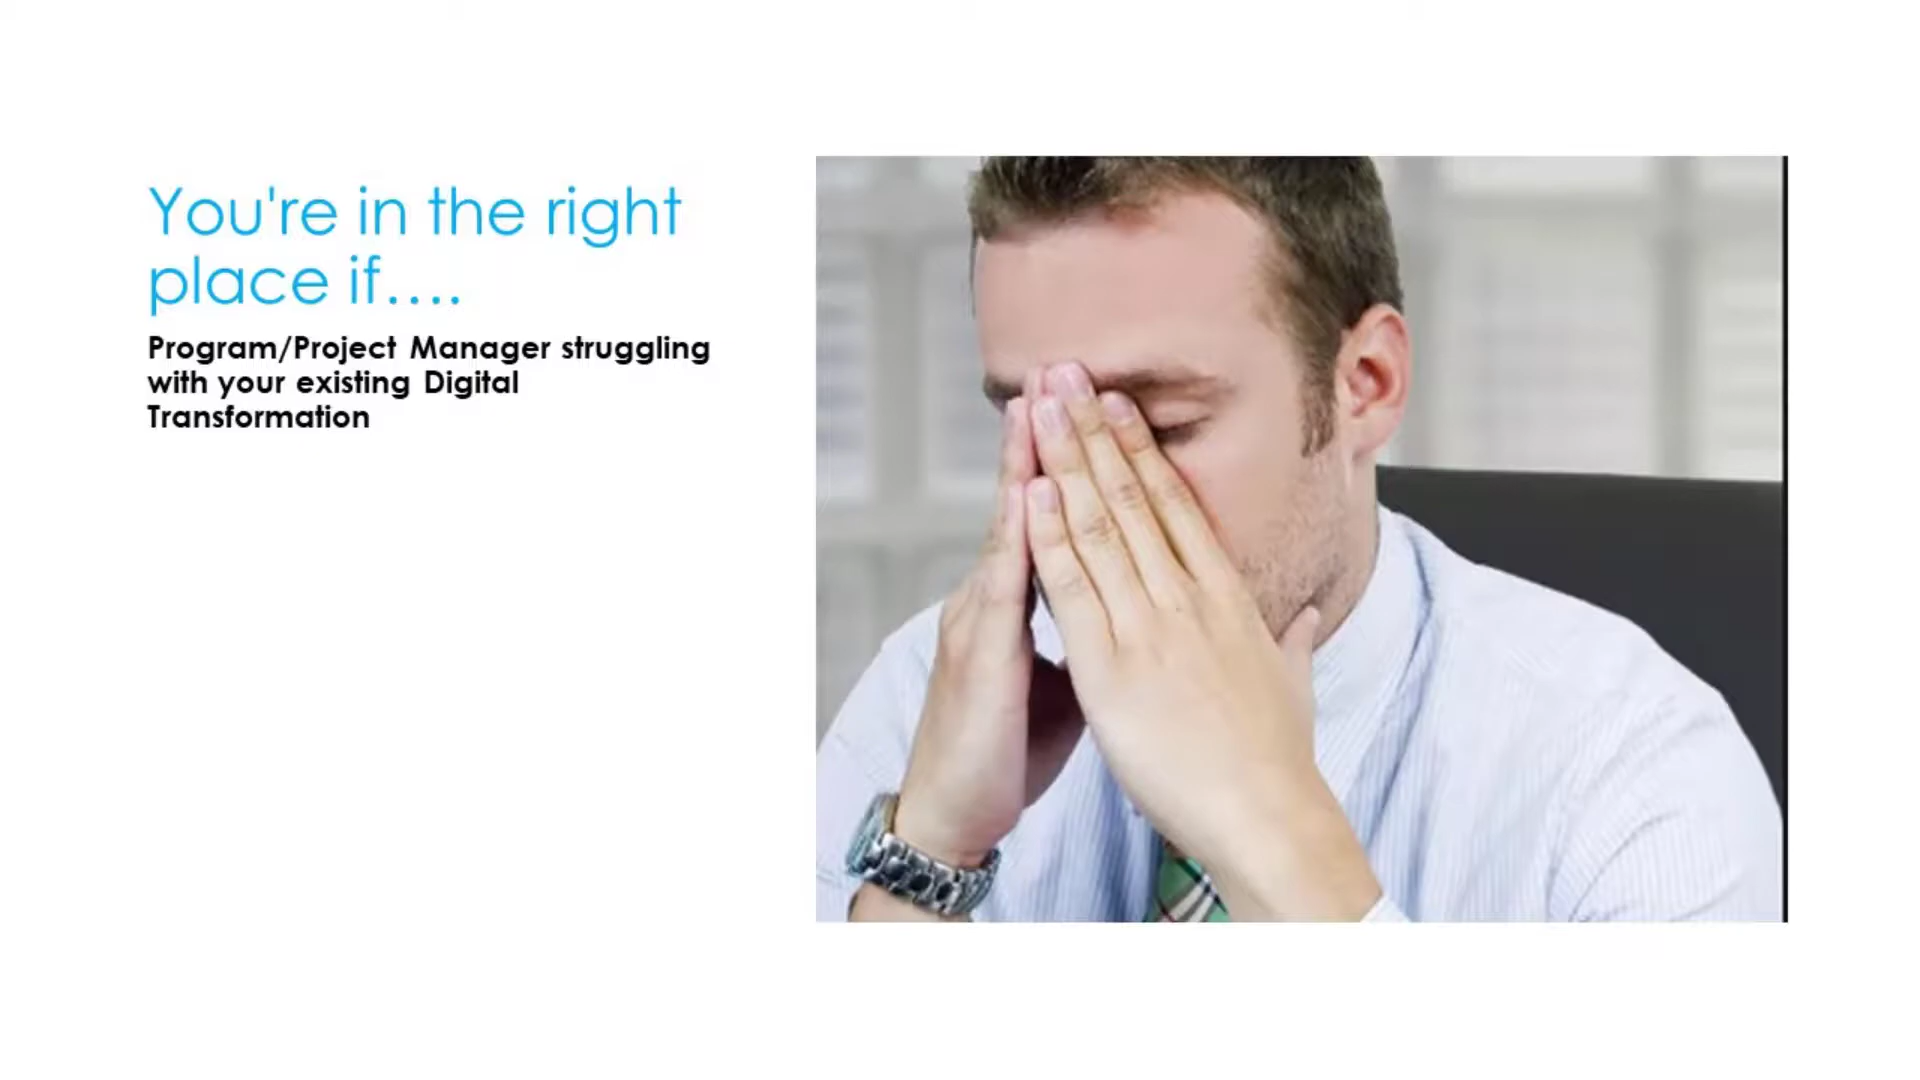 You're in the right
place if....
Program/Project Manager struggling
with your existing Digital
Transformation